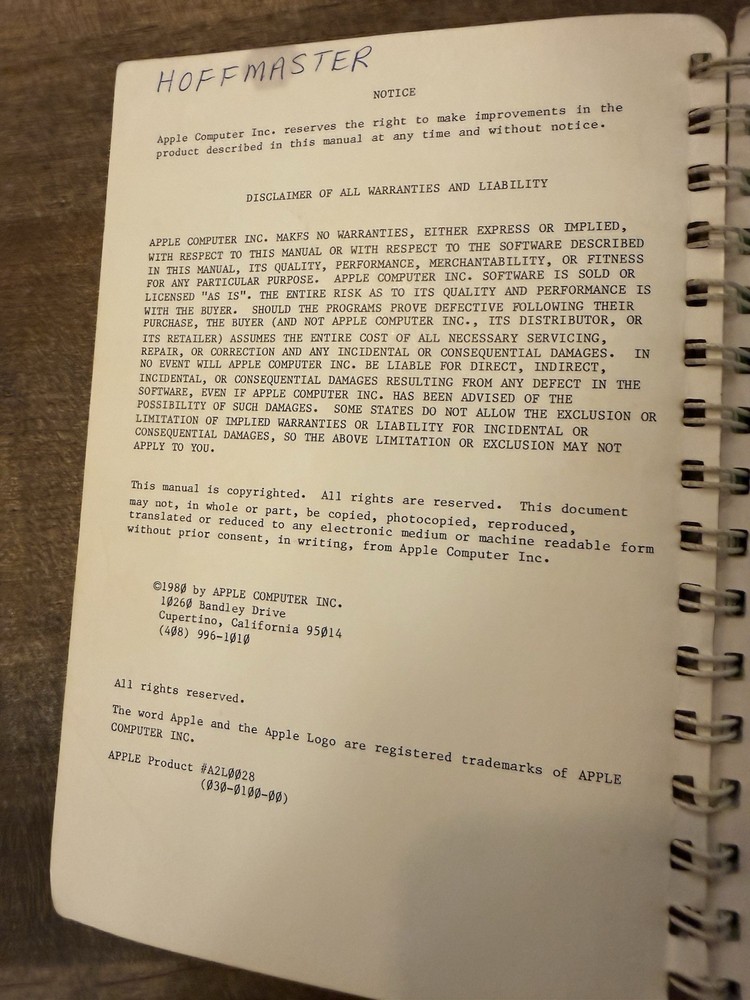 HOFFMASTER
NOTICE
Apple Computer Inc. reserves the right to make improvements in the
product described in this manual at any time and without notice.
DISCLAIMER OF ALL WARRANTIES AND LIABILITY
APPLE COMPUTER INC. MAKES NO WARRANTIES, EITHER EXPRESS OR IMPLIED,
WITH RESPECT TO THIS MANUAL OR WITH RESPECT TO THE SOFTWARE DESCRIBED
IN THIS MANUAL, ITS QUALITY, PERFORMANCE, MERCHANTABILITY, OR FITNESS
FOR ANY PARTICULAR PURPOSE.  APPLE COMPUTER INC. SOFTWARE IS SOLD OR
LICENSED "AS IS". THE ENTIRE RISK AS TO ITS QUALITY AND PERFORMANCE IS
WITH THE BUYER.  SHOULD THE PROGRAMS PROVE DEFECTIVE FOLLOWING THEIR
PURCHASE, THE BUYER (AND NOT APPLE COMPUTER INC., ITS DISTRIBUTOR, OR
ITS RETAILER) ASSUMES THE ENTIRE COST OF ALL NECESSARY SERVICING,
REPAIR, OR CORRECTION AND ANY INCIDENTAL OR CONSEQUENTIAL DAMAGES.  IN
NO EVENT WILL APPLE COMPUTER INC. BE LIABLE FOR DIRECT, INDIRECT,
INCIDENTAL, OR CONSEQUENTIAL DAMAGES RESULTING FROM ANY DEFECT IN THE
SOFTWARE, EVEN IF APPLE COMPUTER INC. HAS BEEN ADVISED OF THE
POSSIBILITY OF SUCH DAMAGES.  SOME STATES DO NOT ALLOW THE EXCLUSION OR
LIMITATION OF IMPLIED WARRANTIES OR LIABILITY FOR INCIDENTAL OR
CONSEQUENTIAL DAMAGES, SO THE ABOVE LIMITATION OR EXCLUSION MAY NOT
APPLY TO YOU.
This manual is copyrighted.  All rights are reserved.  This document
may not, in whole or part, be copied, photocopied, reproduced,
translated or reduced to any electronic medium or machine readable form
without prior consent, in writing, from Apple Computer Inc.
©198Ø by APPLE COMPUTER INC.
1Ø26Ø Bandley Drive
Cupertino, California 95Ø14
(4Ø8) 996-1Ø1Ø
All rights reserved.
The word Apple and the Apple Logo are registered trademarks of APPLE
COMPUTER INC.
APPLE Product #A2LØØ28
(Ø3Ø-Ø1ØØ-ØØ)